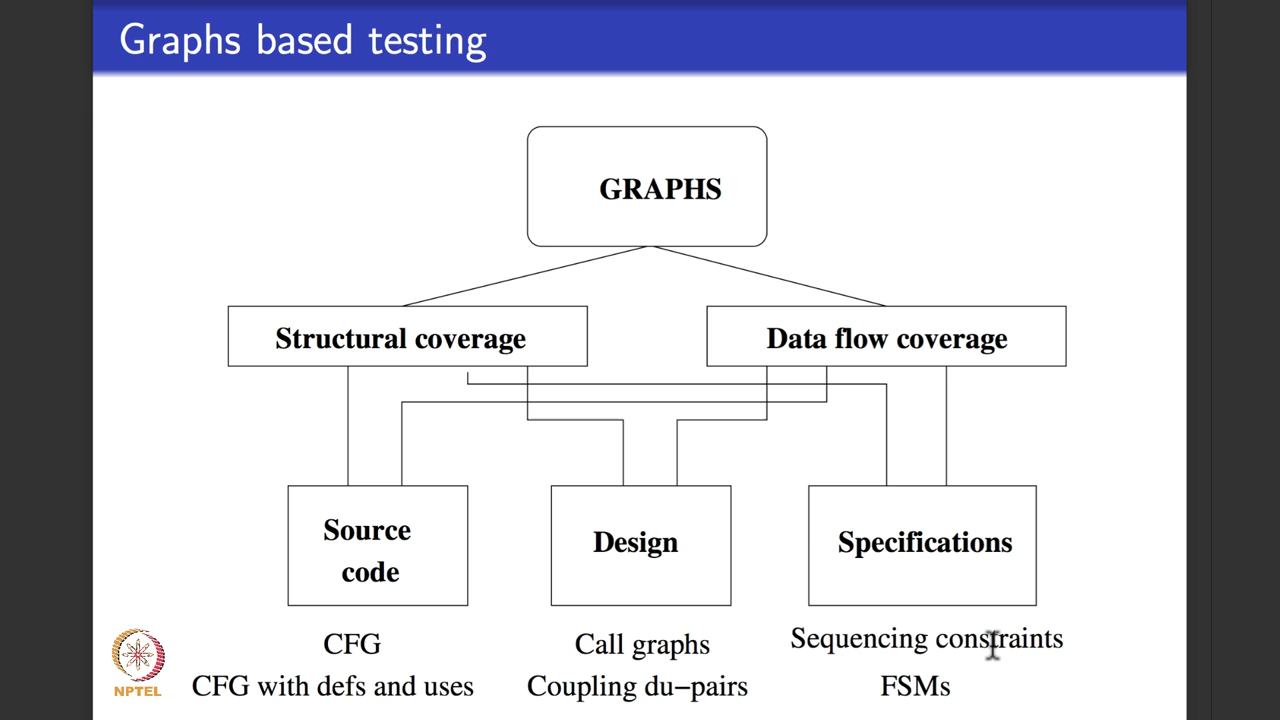 Graphs based testing
GRAPHS
Structural coverage
Data flow coverage
Source
code
Design
Specifications
CFG
Call graphs
Sequencing constraints
CFG with defs and uses
Coupling du−pairs
FSMs
NPTEL